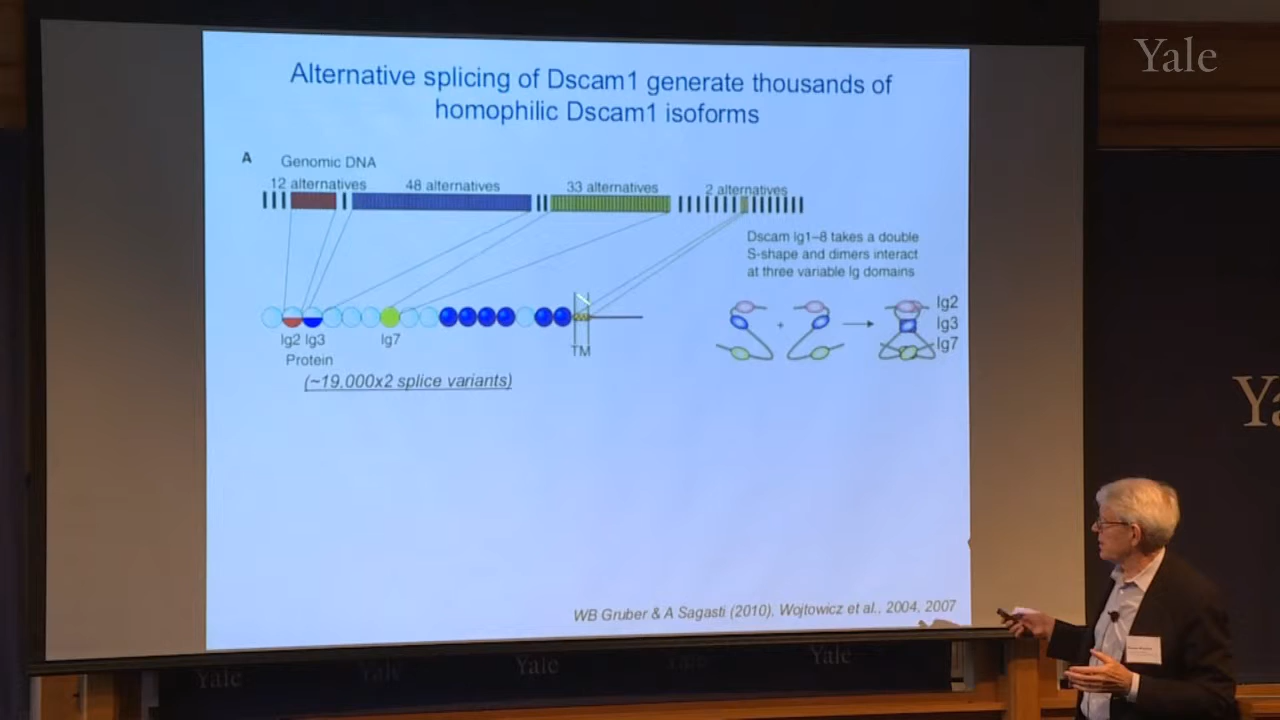 Yale
Alternative splicing of Dscam1 generate thousands of
homophilic Dscam1 isoforms
A Genomic DNA
12 alternatives 48 alternatives 33 alternatives 2 alternatives
Dscam Ig1–8 takes a double
S-shape and dimers interact
at three variable Ig domains
Ig2
Ig3
Ig7
+
Ig2 Ig3 Ig7 TM
Protein
(~19,000x2 splice variants)
WB Gruber & A Sagasti (2010), Wojtowicz et al., 2004, 2007
Yale Yale Yale Yale Yale